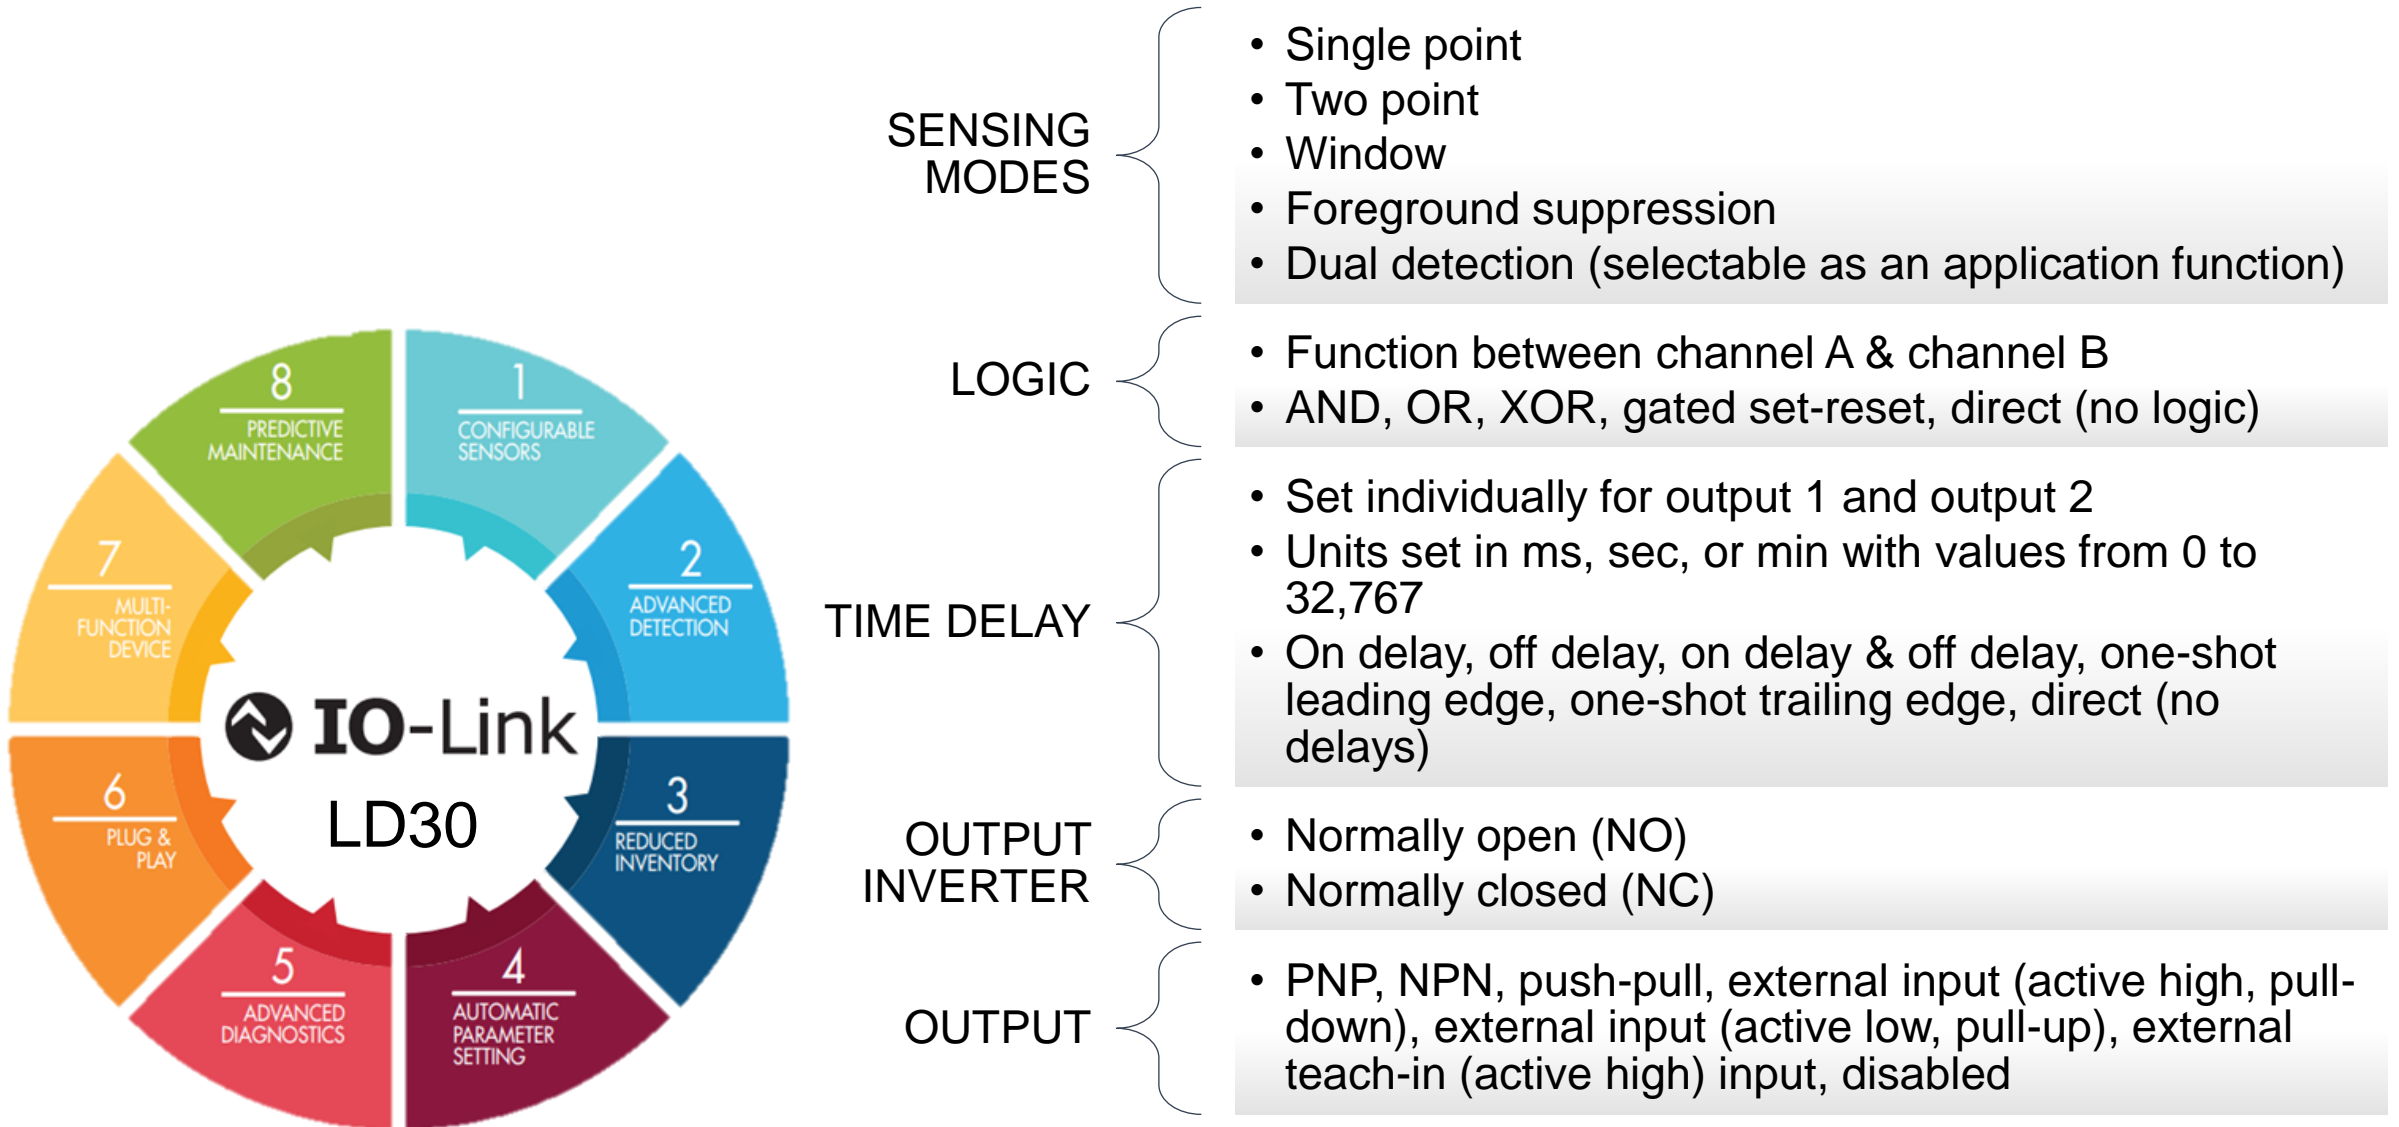 8
PREDICTIVE
MAINTENANCE
1
CONFIGURABLE
SENSORS
2
ADVANCED
DETECTION
3
REDUCED
INVENTORY
4
AUTOMATIC
PARAMETER
SETTING
5
ADVANCED
DIAGNOSTICS
6
PLUG &
PLAY
7
MULTI-
FUNCTION
DEVICE
IO-Link
LD30
SENSING
MODES
• Single point
• Two point
• Window
• Foreground suppression
• Dual detection (selectable as an application function)
LOGIC
• Function between channel A & channel B
• AND, OR, XOR, gated set-reset, direct (no logic)
TIME DELAY
• Set individually for output 1 and output 2
• Units set in ms, sec, or min with values from 0 to
32,767
• On delay, off delay, on delay & off delay, one-shot
leading edge, one-shot trailing edge, direct (no
delays)
OUTPUT
INVERTER
• Normally open (NO)
• Normally closed (NC)
OUTPUT
• PNP, NPN, push-pull, external input (active high, pull-
down), external input (active low, pull-up), external
teach-in (active high) input, disabled